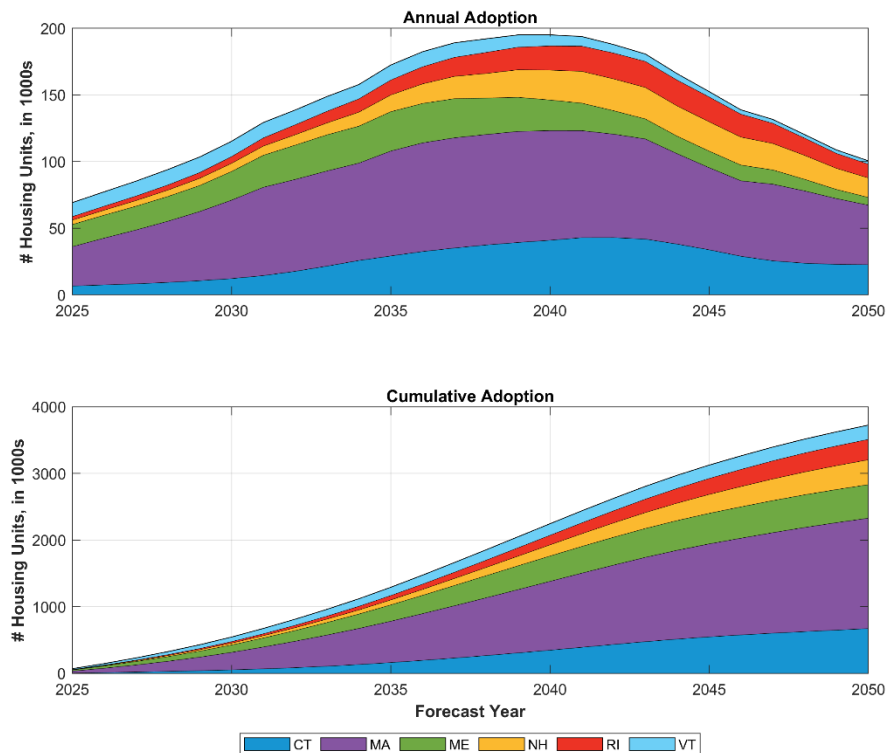 Annual Adoption
# Housing Units, in 1000s
200
150
100
50
0
2025 2030 2035 2040 2045 2050
Cumulative Adoption
# Housing Units, in 1000s
4000
3000
2000
1000
0
2025 2030 2035 2040 2045 2050
Forecast Year
CT MA ME NH RI VT